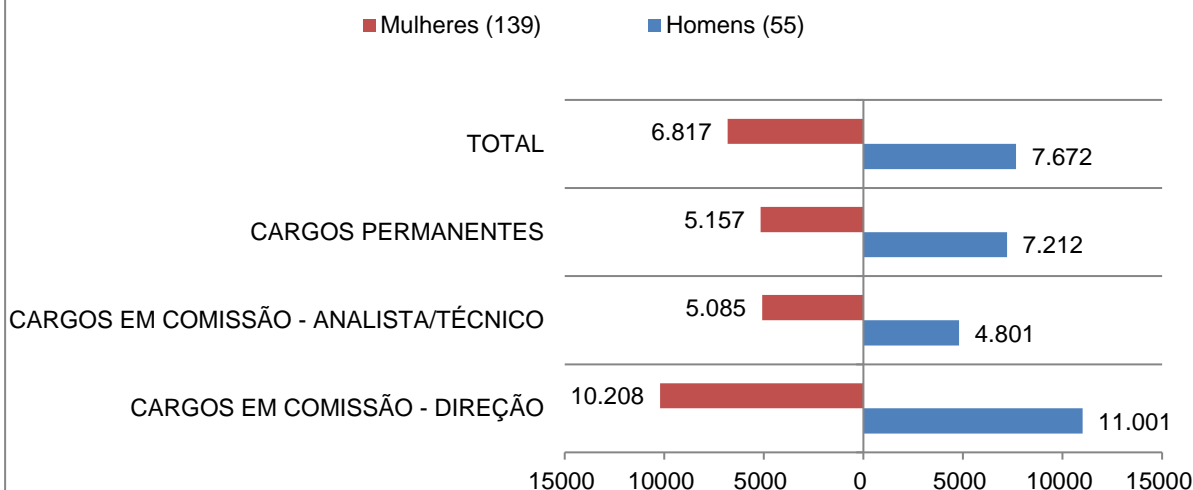 Mulheres (139) Homens (55)
TOTAL 6.817 7.672
CARGOS PERMANENTES 5.157 7.212
CARGOS EM COMISSÃO - ANALISTA/TÉCNICO 5.085 4.801
CARGOS EM COMISSÃO - DIREÇÃO 10.208 11.001
15000 10000 5000 0 5000 10000 15000